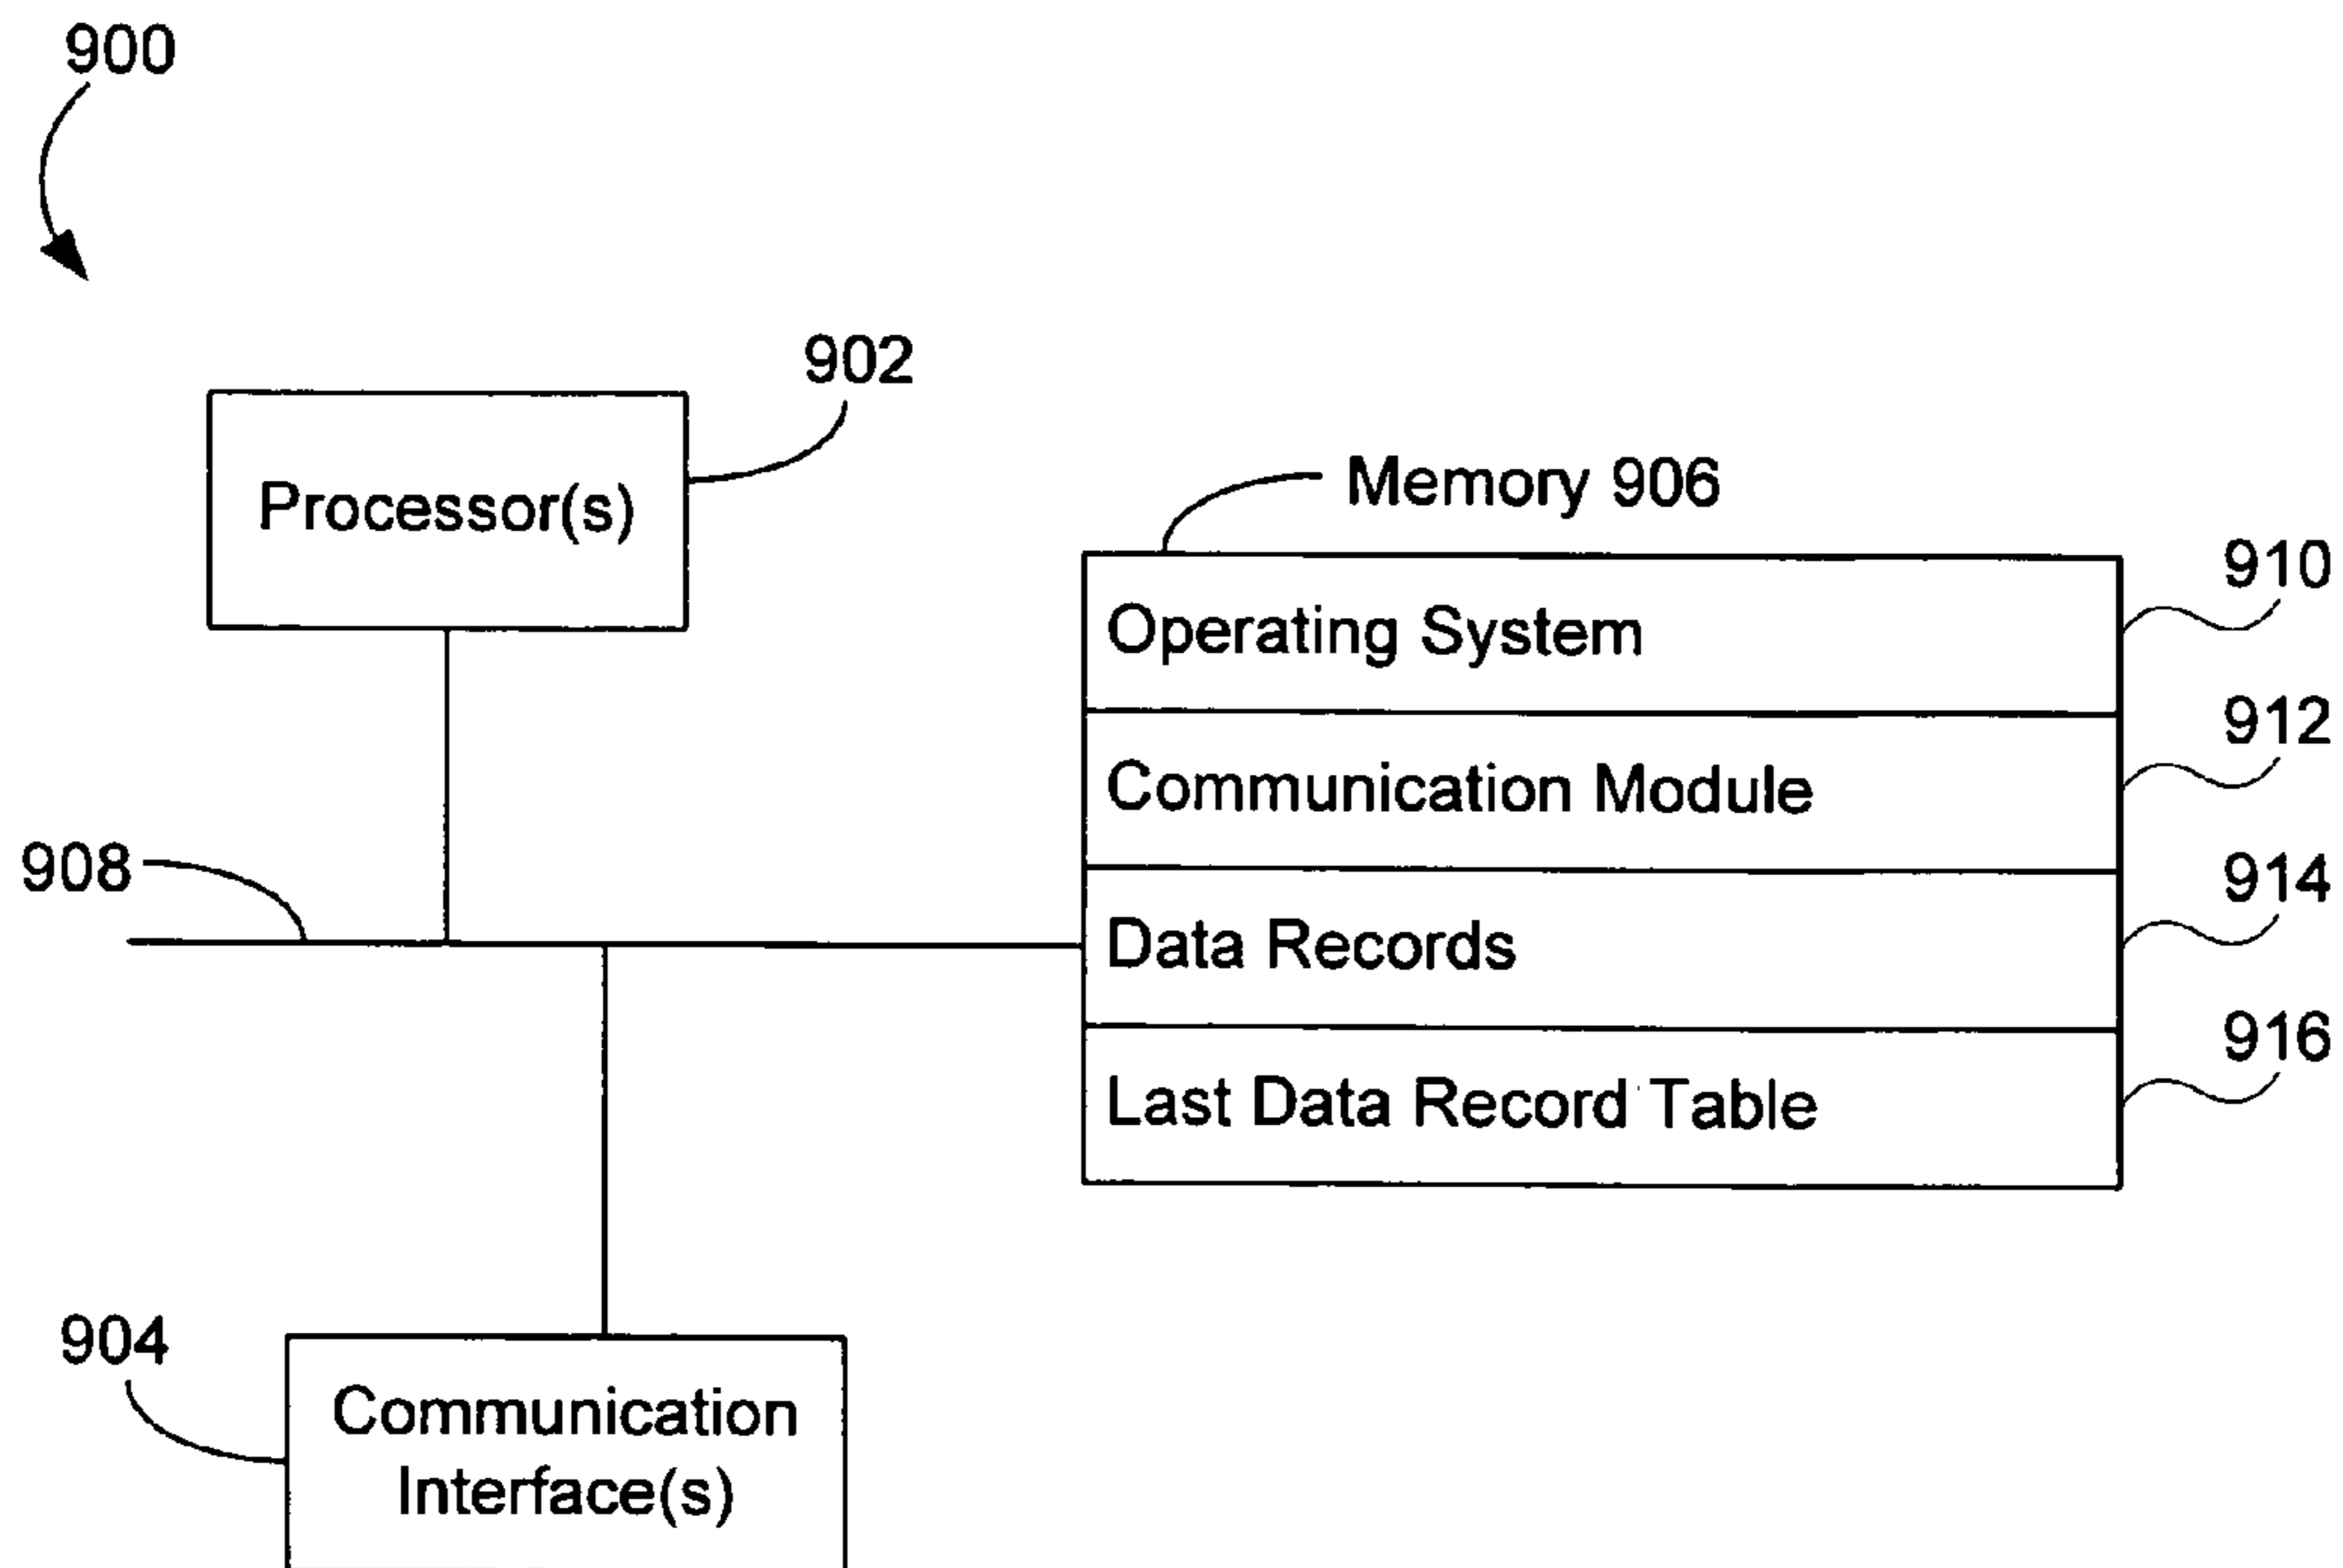 900
902
Processor(s)
Memory 906
910
Operating System
912
Communication Module
908
914
Data Records
916
Last Data Record Table
904
Communication
Interface(s)